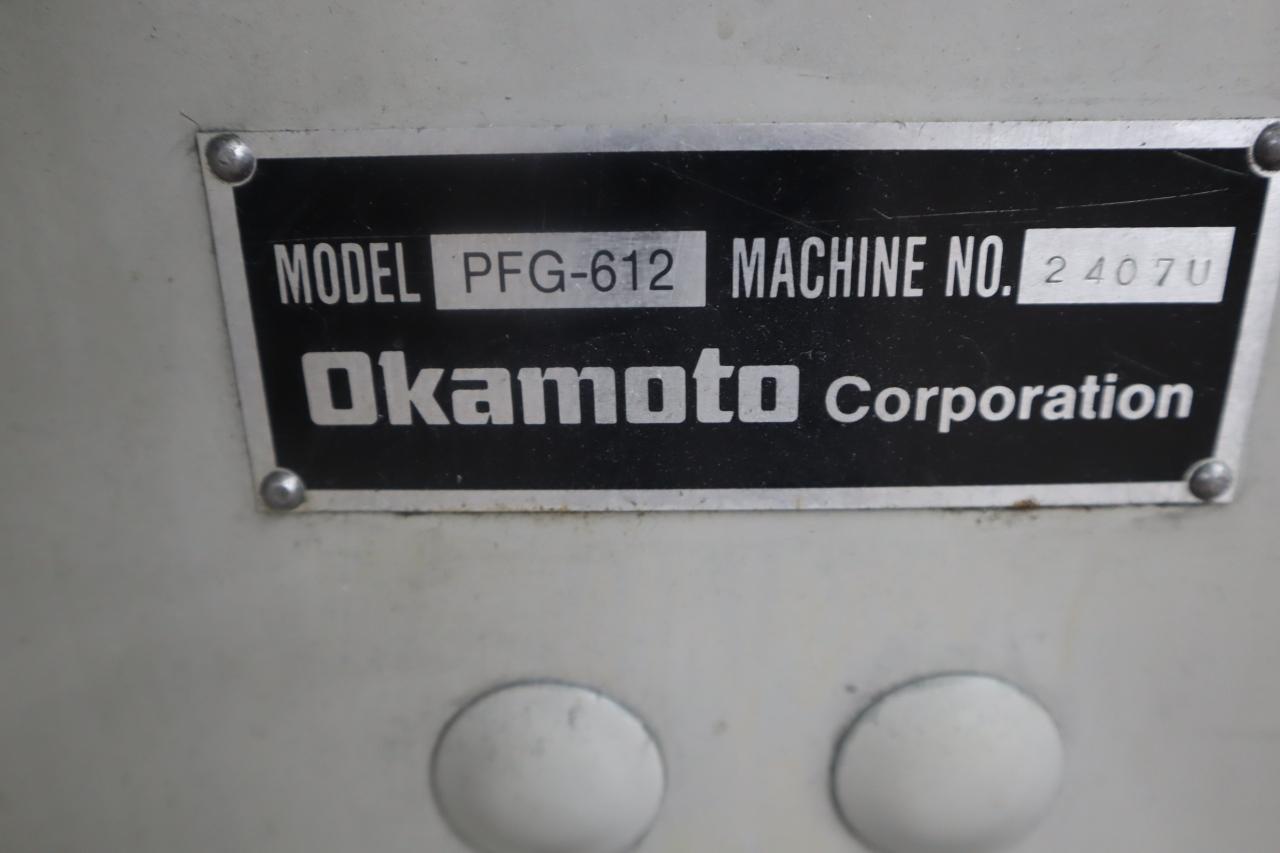 MODEL PFG-612 MACHINE NO. 2407U
Okamoto Corporation